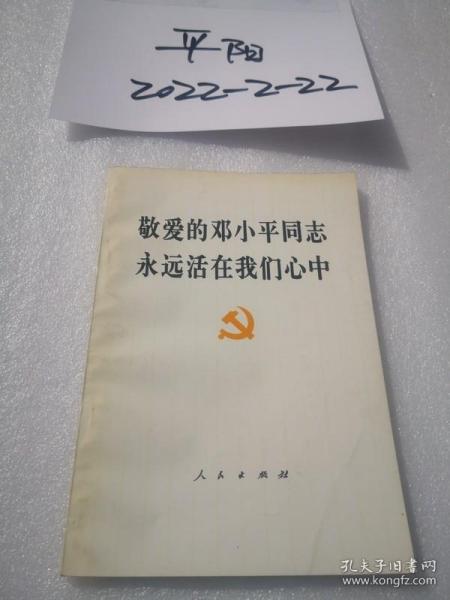 平阳
2022-2-22
敬爱的邓小平同志
永远活在我们心中
人民出版社
孔夫子旧书网
www.kongfz.com